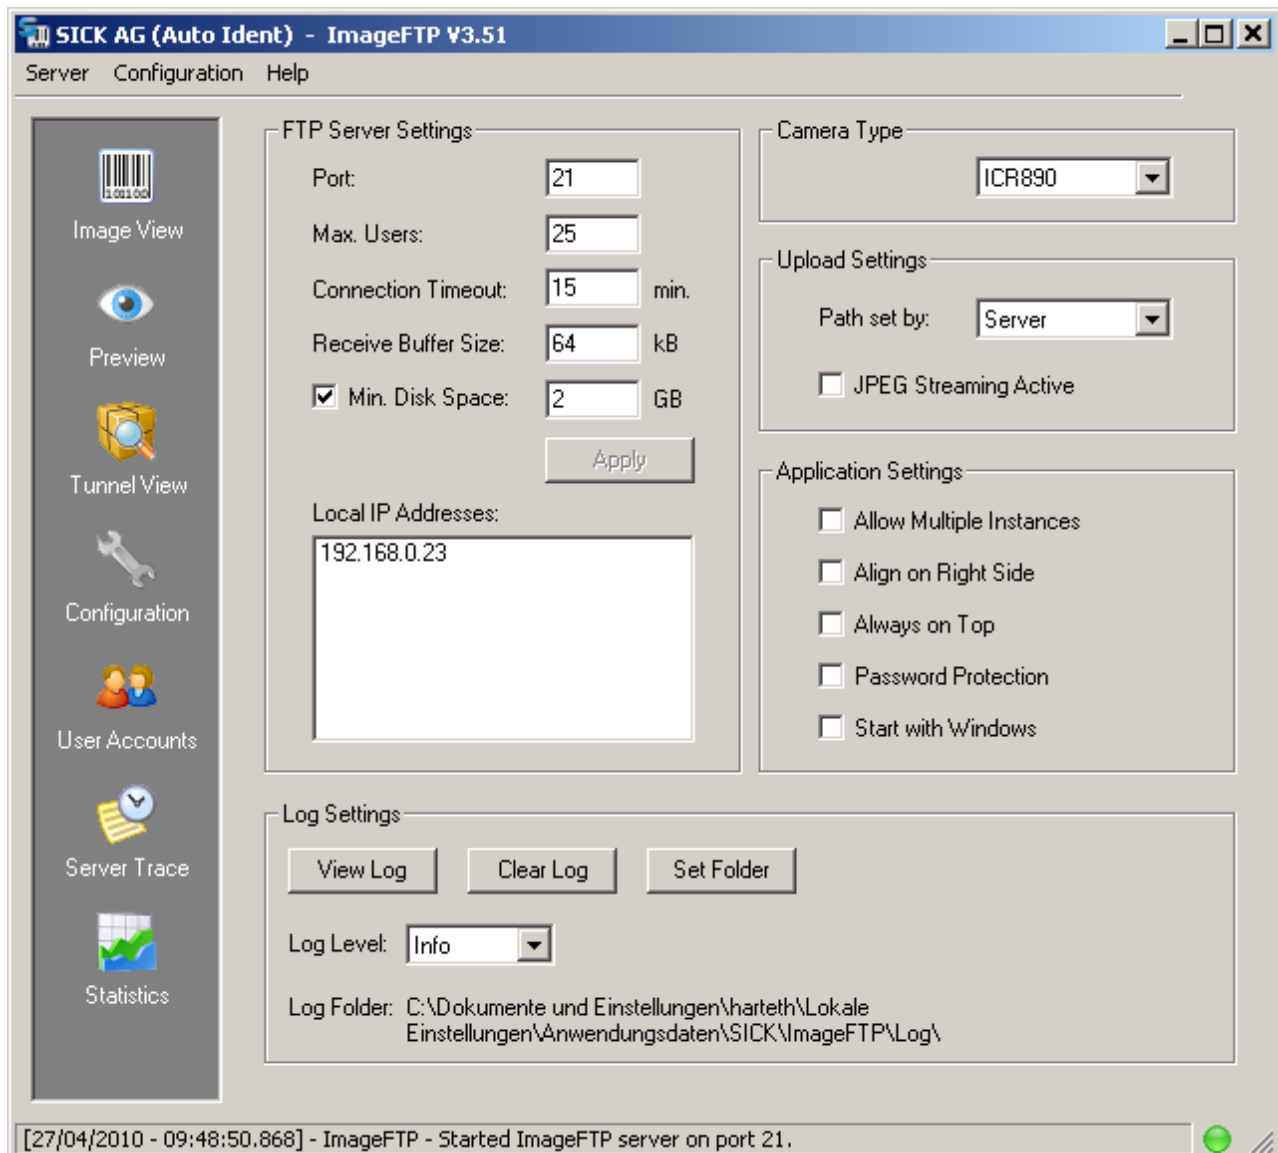 SICK AG (Auto Ident) - ImageFTP V3.51
Server Configuration Help
Image View
Preview
Tunnel View
Configuration
User Accounts
Server Trace
Statistics
FTP Server Settings
Port: 21
Max. Users: 25
Connection Timeout: 15 min.
Receive Buffer Size: 64 kB
Min. Disk Space: 2 GB
Apply
Local IP Addresses:
192.168.0.23
Camera Type
ICR890
Upload Settings
Path set by: Server
JPEG Streaming Active
Application Settings
Allow Multiple Instances
Align on Right Side
Always on Top
Password Protection
Start with Windows
Log Settings
View Log Clear Log Set Folder
Log Level: Info
Log Folder: C:\Dokumente und Einstellungen\harteth\Lokale
Einstellungen\Anwendungsdaten\SICK\ImageFTP\Log\
[27/04/2010 - 09:48:50.868] - ImageFTP - Started ImageFTP server on port 21.